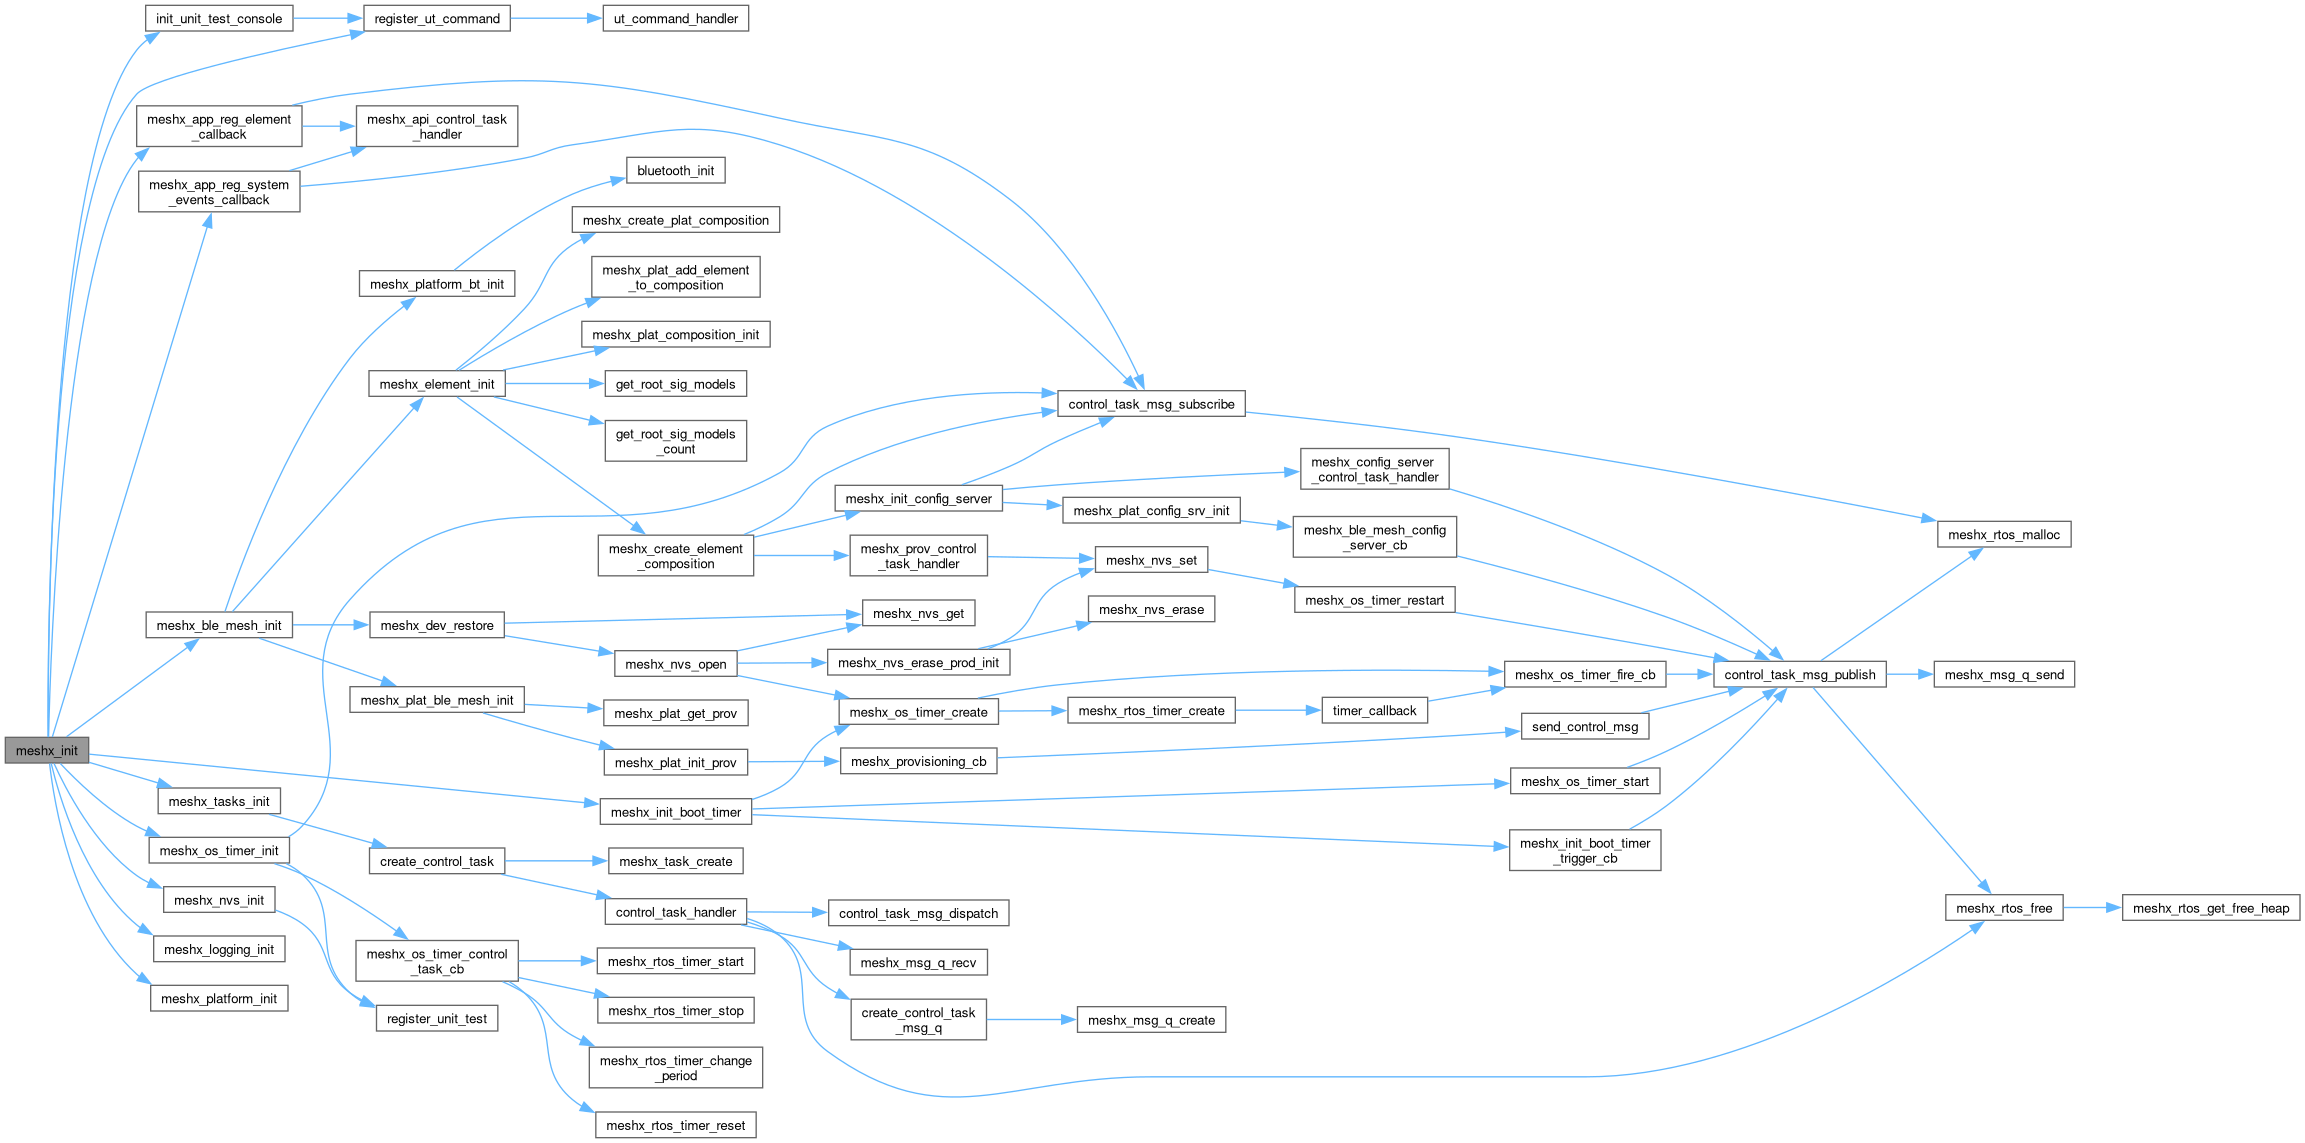 init_unit_test_console
register_ut_command
ut_command_handler
meshx_app_reg_element
_callback
meshx_api_control_task
_handler
meshx_app_reg_system
_events_callback
bluetooth_init
meshx_create_plat_composition
meshx_platform_bt_init
meshx_plat_add_element
_to_composition
meshx_plat_composition_init
meshx_element_init
get_root_sig_models
get_root_sig_models
_count
control_task_msg_subscribe
meshx_config_server
_control_task_handler
meshx_init_config_server
meshx_plat_config_srv_init
meshx_ble_mesh_config
_server_cb
meshx_rtos_malloc
meshx_create_element
_composition
meshx_prov_control
_task_handler
meshx_nvs_set
meshx_os_timer_restart
meshx_ble_mesh_init
meshx_dev_restore
meshx_nvs_get
meshx_nvs_erase
meshx_nvs_open
meshx_nvs_erase_prod_init
meshx_os_timer_fire_cb
control_task_msg_publish
meshx_msg_q_send
meshx_plat_ble_mesh_init
meshx_plat_get_prov
meshx_os_timer_create
meshx_rtos_timer_create
timer_callback
send_control_msg
meshx_init
meshx_plat_init_prov
meshx_provisioning_cb
meshx_os_timer_start
meshx_tasks_init
meshx_init_boot_timer
meshx_os_timer_init
create_control_task
meshx_task_create
meshx_init_boot_timer
_trigger_cb
meshx_nvs_init
control_task_handler
control_task_msg_dispatch
meshx_rtos_free
meshx_rtos_get_free_heap
meshx_logging_init
meshx_os_timer_control
_task_cb
meshx_rtos_timer_start
meshx_msg_q_recv
meshx_platform_init
register_unit_test
meshx_rtos_timer_stop
create_control_task
_msg_q
meshx_msg_q_create
meshx_rtos_timer_change
_period
meshx_rtos_timer_reset